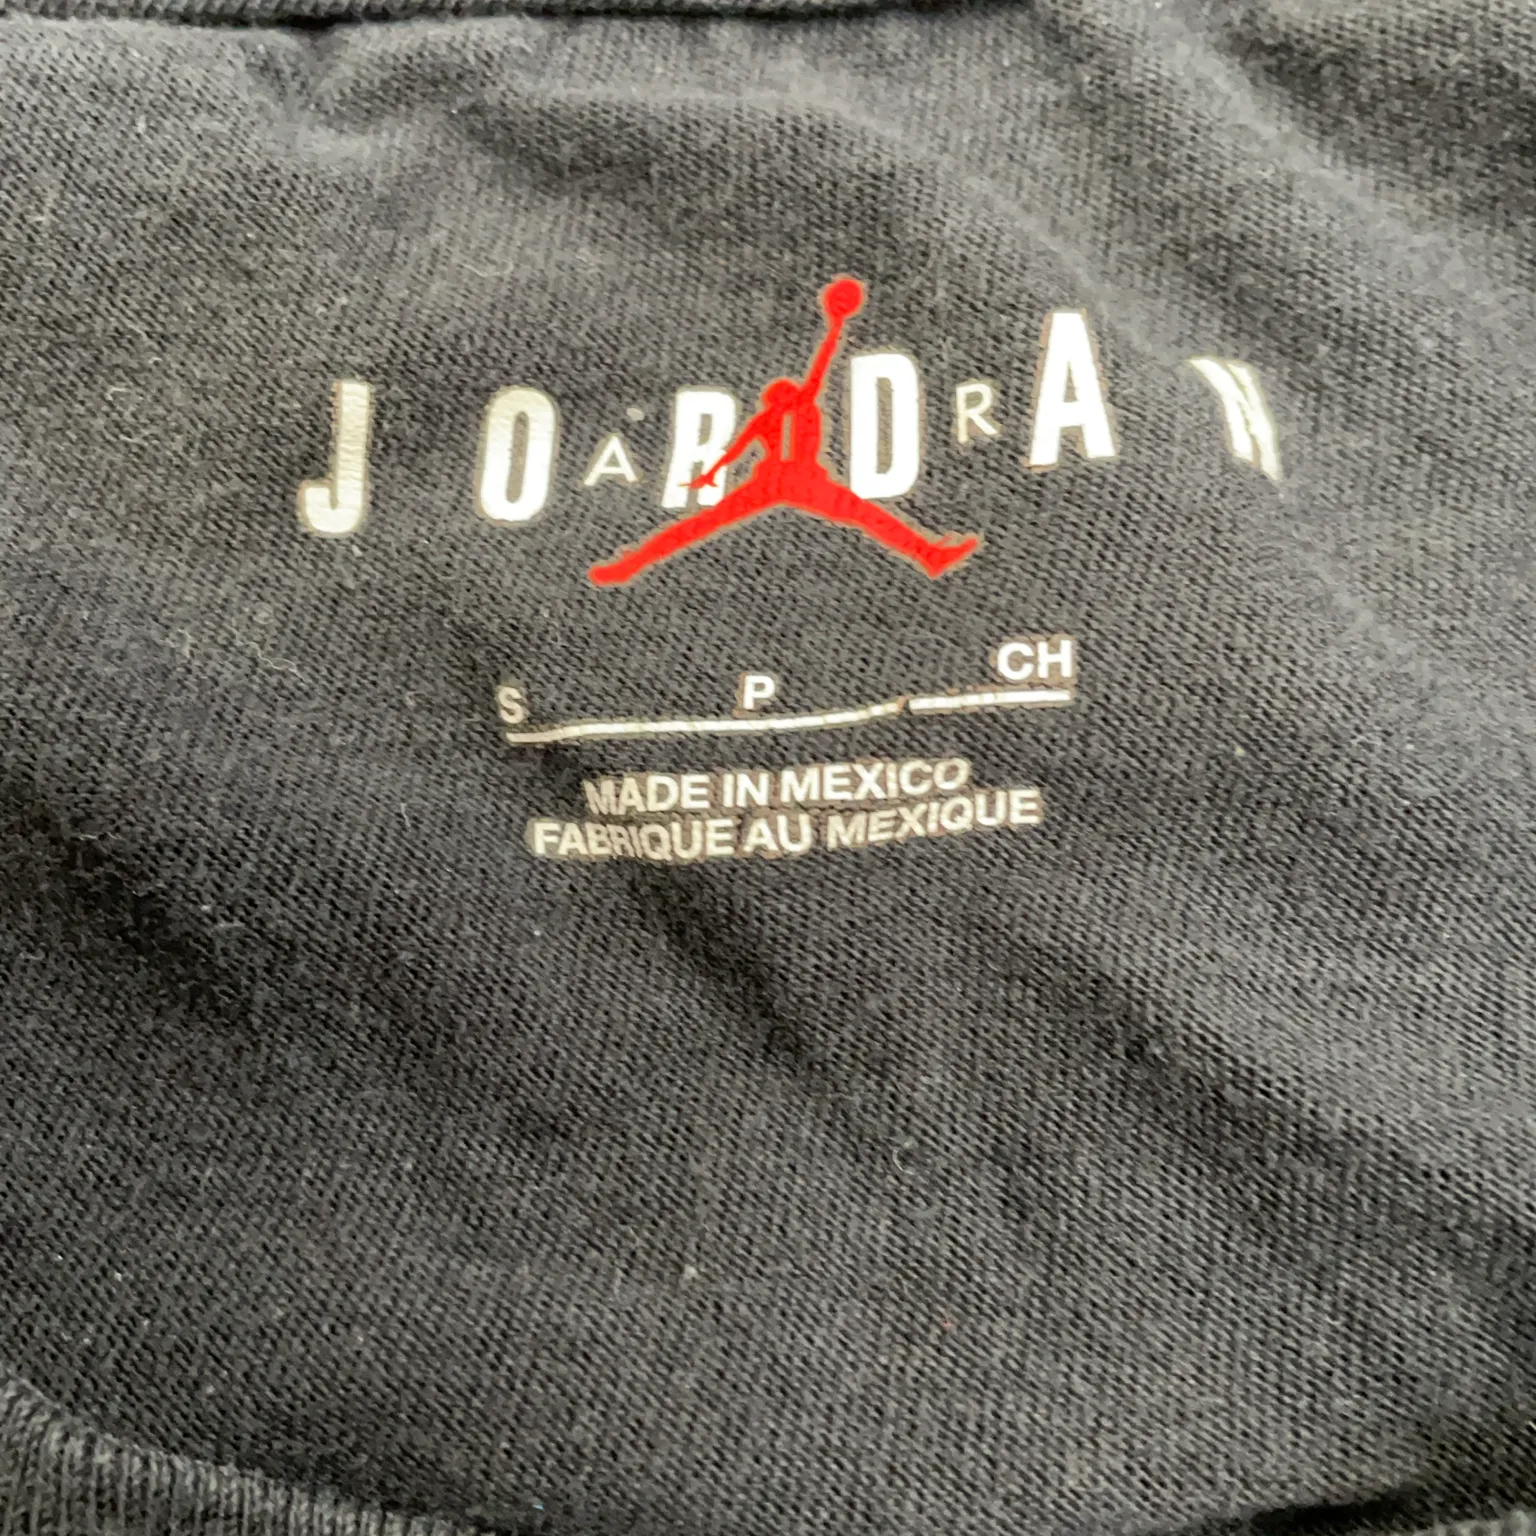 JORDAN
AIR
S P CH
MADE IN MEXICO
FABRIQUE AU MEXIQUE